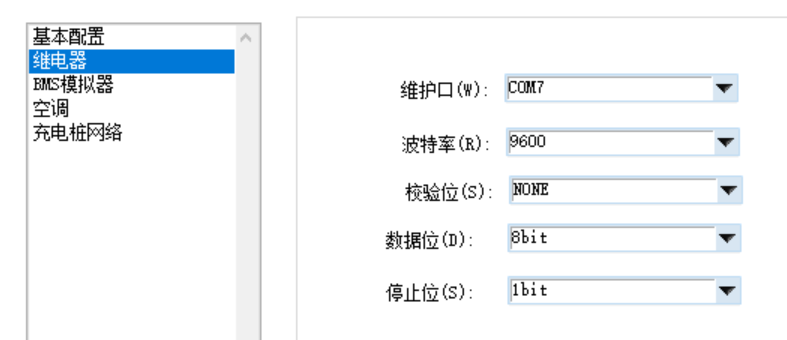 基本配置
继电器
BMS模拟器
空调
充电桩网络
维护口(W): COM7
波特率(R): 9600
校验位(S): NONE
数据位(D): 8bit
停止位(S): 1bit